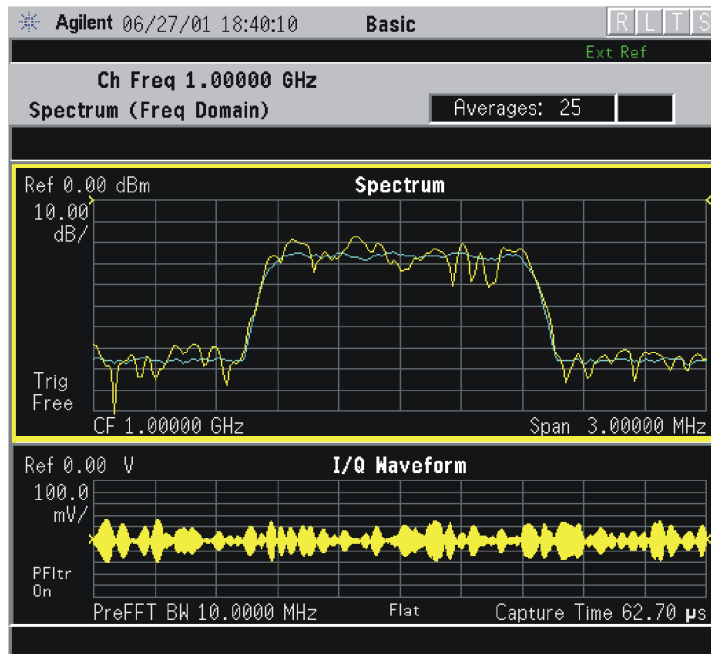 Agilent 06/27/01 18:40:10 Basic R L T S
Ext Ref
Ch Freq 1.00000 GHz
Spectrum (Freq Domain) Averages: 25
Ref 0.00 dBm Spectrum
10.00
dB/
Trig
Free
CF 1.00000 GHz Span 3.00000 MHz
Ref 0.00 V I/Q Waveform
100.0
mV/
PFltr
On
PreFFT BW 10.0000 MHz Flat Capture Time 62.70 µs